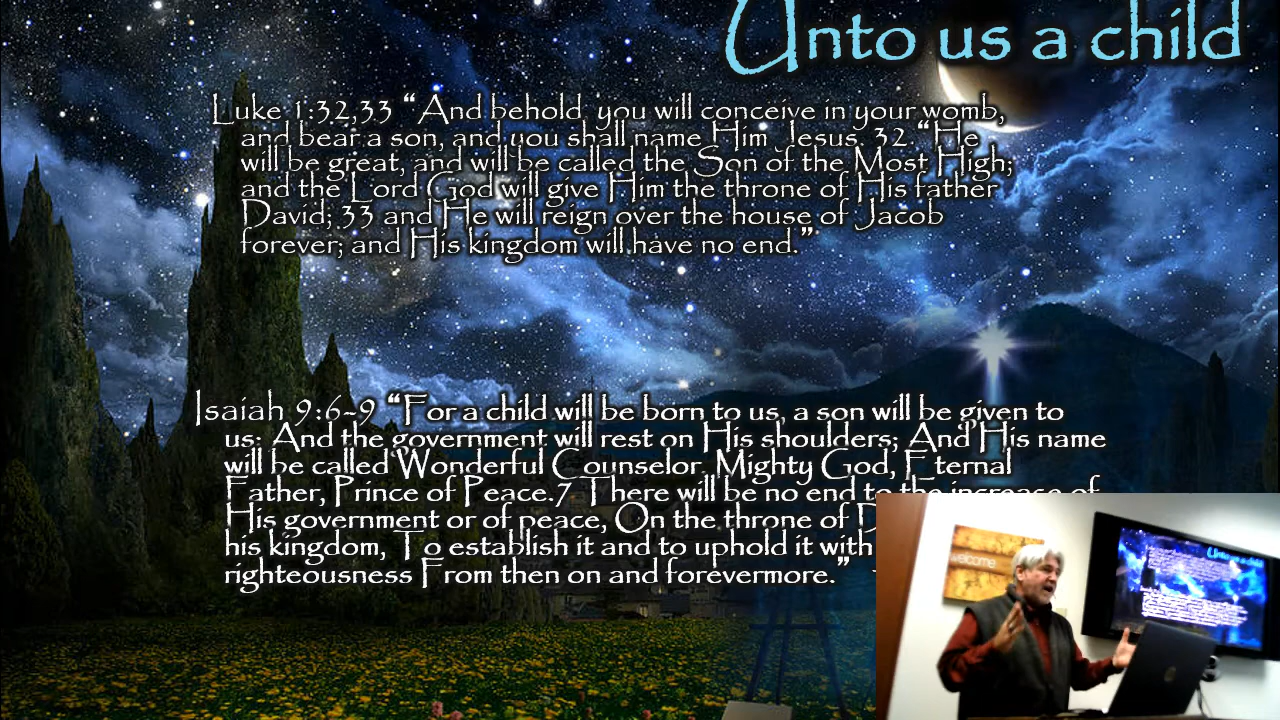 Unto us a child
Luke 1:32,33 “And behold, you will conceive in your womb,
and bear a son, and you shall name Him Jesus. 32 “He
will be great, and will be called the Son of the Most High;
and the Lord God will give Him the throne of His father
David; 33 and He will reign over the house of Jacob
forever; and His kingdom will have no end.”
Isaiah 9:6-9 “For a child will be born to us, a son will be given to
us; And the government will rest on His shoulders; And His name
will be called Wonderful Counselor, Mighty God, Eternal
Father, Prince of Peace.7 There will be no end to the increase of
His government or of peace, On the throne of
his kingdom, To establish it and to uphold it with
righteousness From then on and forevermore.”
welcome
Unto us a child